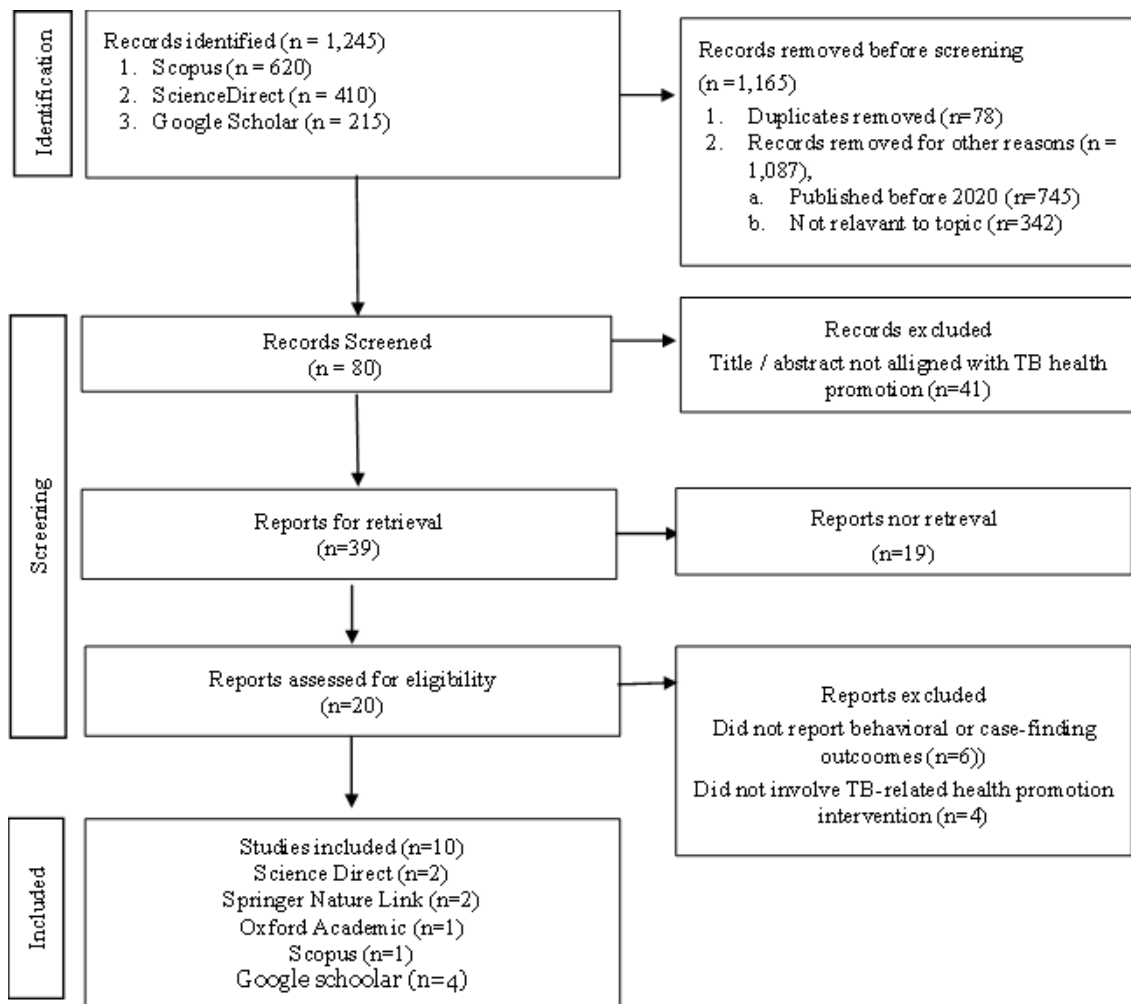 Identification
Records identified (n = 1,245)
1. Scopus (n = 620)
2. ScienceDirect (n = 410)
3. Google Scholar (n = 215)
Records removed before screening
(n =1,165)
1. Duplicates removed (n=78)
2. Records removed for other reasons (n =
1,087),
a. Published before 2020 (n=745)
b. Not relavant to topic (n=342)
Screening
Records Screened
(n = 80)
Records excluded
Title / abstract not alligned with TB health
promotion (n=41)
Reports for retrieval
(n=39)
Reports nor retreval
(n=19)
Reports assessed for eligibility
(n=20)
Reports excluded
Did not report behavioral or case-finding
outcoomes (n=6))
Did not involve TB-related health promotion
intervention (n=4)
Included
Studies included (n=10)
Science Direct (n=2)
Springer Nature Link (n=2)
Oxford Academic (n=1)
Scopus (n=1)
Google schoolar (n=4)